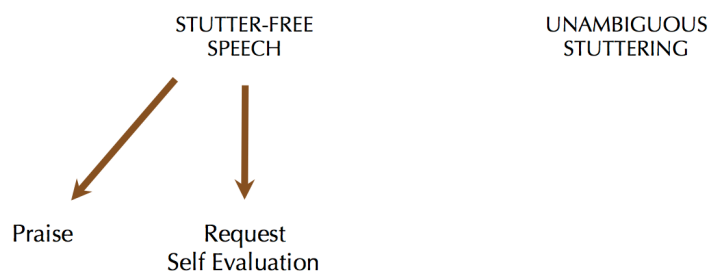 STUTTER-FREE
SPEECH
UNAMBIGUOUS
STUTTERING
Praise
Request
Self Evaluation